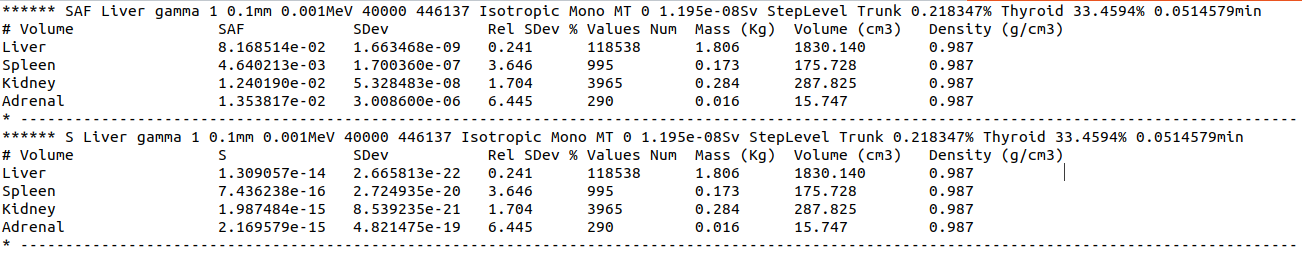 ****** SAF Liver gamma 1 0.1mm 0.001MeV 40000 446137 Isotropic Mono MT 0 1.195e-08Sv StepLevel Trunk 0.218347% Thyroid 33.4594% 0.0514579min
# Volume SAF SDev Rel SDev % Values Num Mass (Kg) Volume (cm3) Density (g/cm3)
Liver 8.168514e-02 1.663468e-09 0.241 118538 1.806 1830.140 0.987
Spleen 4.640213e-03 1.700360e-07 3.646 995 0.173 175.728 0.987
Kidney 1.240190e-02 5.328483e-08 1.704 3965 0.284 287.825 0.987
Adrenal 1.353817e-02 3.008600e-06 6.445 290 0.016 15.747 0.987
* ----------------------------------------------------------------------------------------------------------------------------------------------
****** S Liver gamma 1 0.1mm 0.001MeV 40000 446137 Isotropic Mono MT 0 1.195e-08Sv StepLevel Trunk 0.218347% Thyroid 33.4594% 0.0514579min
# Volume S SDev Rel SDev % Values Num Mass (Kg) Volume (cm3) Density (g/cm3)
Liver 1.309057e-14 2.665813e-22 0.241 118538 1.806 1830.140 0.987
Spleen 7.436238e-16 2.724935e-20 3.646 995 0.173 175.728 0.987
Kidney 1.987484e-15 8.539235e-21 1.704 3965 0.284 287.825 0.987
Adrenal 2.169579e-15 4.821475e-19 6.445 290 0.016 15.747 0.987
* ----------------------------------------------------------------------------------------------------------------------------------------------